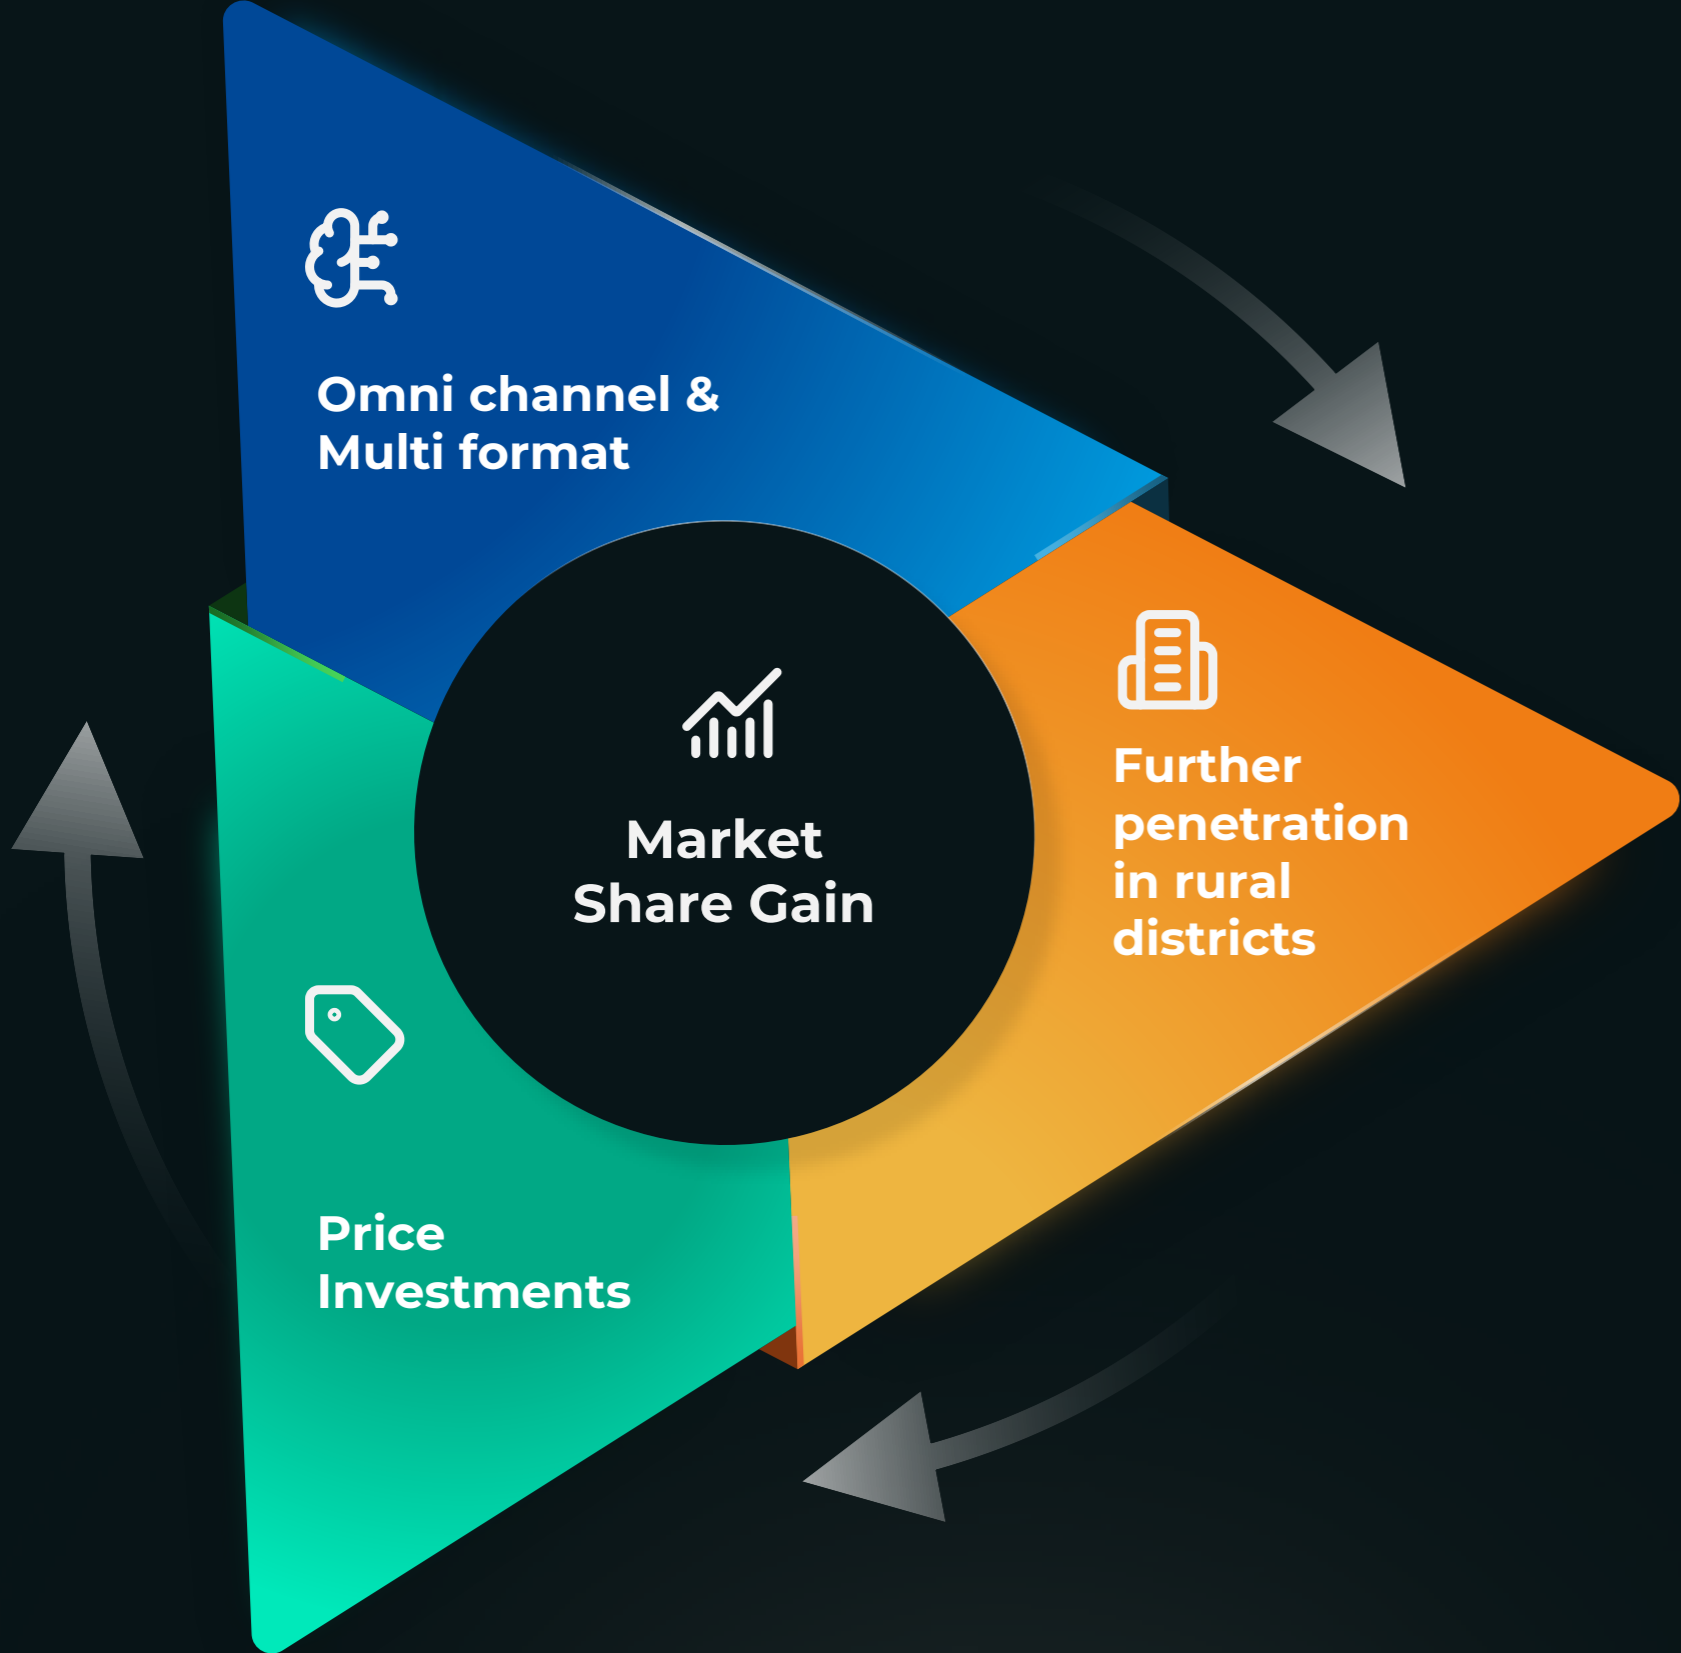 Omni channel &
Multi format
Further
penetration
in rural
districts
Market
Share Gain
Price
Investments